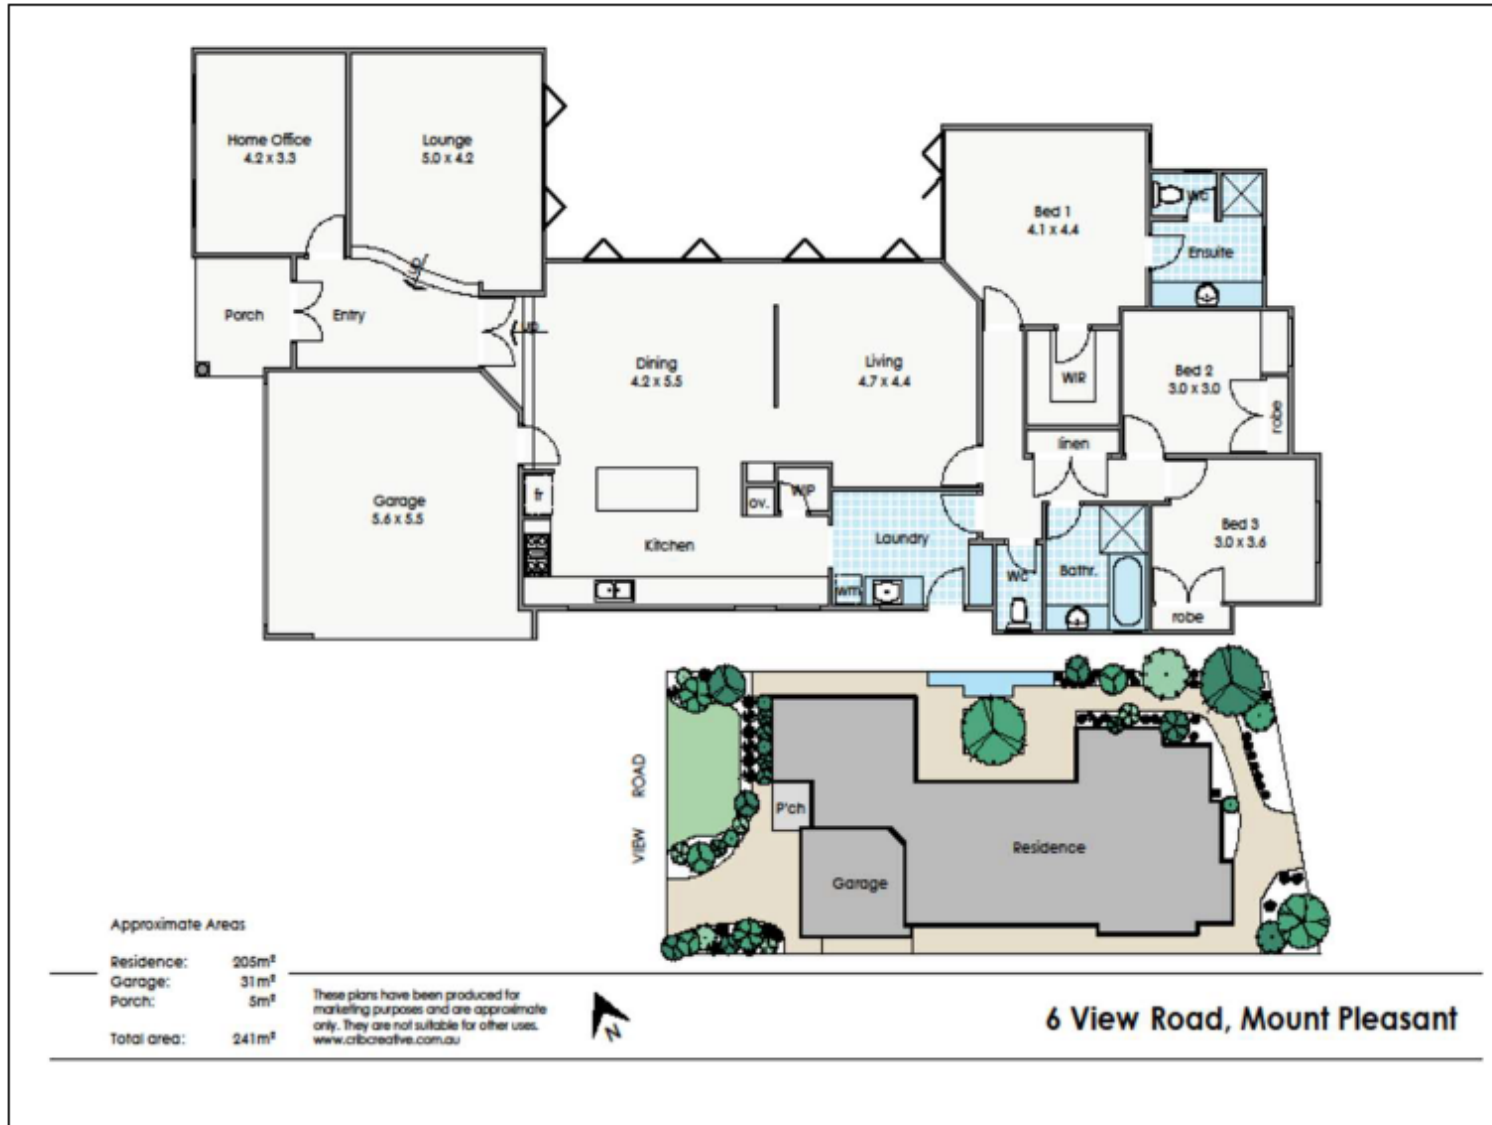 Home Office
4.2 x 3.3
Lounge
5.0 x 4.2
up
Porch
Entry
up
Dining
4.2 x 5.5
Living
4.7 x 4.4
Bed 1
4.1 x 4.4
WC
Ensuite
WIR
Bed 2
3.0 x 3.0
robe
linen
Garage
5.6 x 5.5
fr
ov.
WIP
Kitchen
Laundry
wm
WC
Bathr.
Bed 3
3.0 x 3.6
robe
VIEW ROAD
P'ch
Garage
Residence
Approximate Areas
Residence: 205m²
Garage: 31m²
Porch: 5m²
Total area: 241m²
These plans have been produced for
marketing purposes and are approximate
only. They are not suitable for other uses.
www.cribcreative.com.au
N
6 View Road, Mount Pleasant